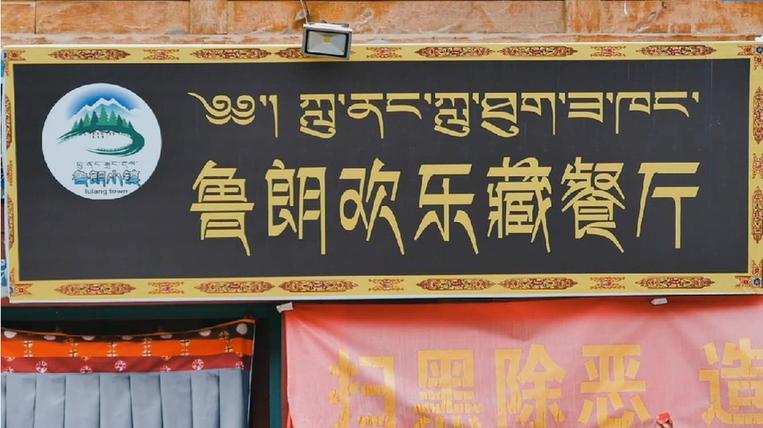 ༄༅། །ཀླུ་ནང་ཀླུ་ཐུག་ཟ་ཁང་
鲁朗欢乐藏餐厅
鲁朗小镇
lulang town
扫黑除恶 造